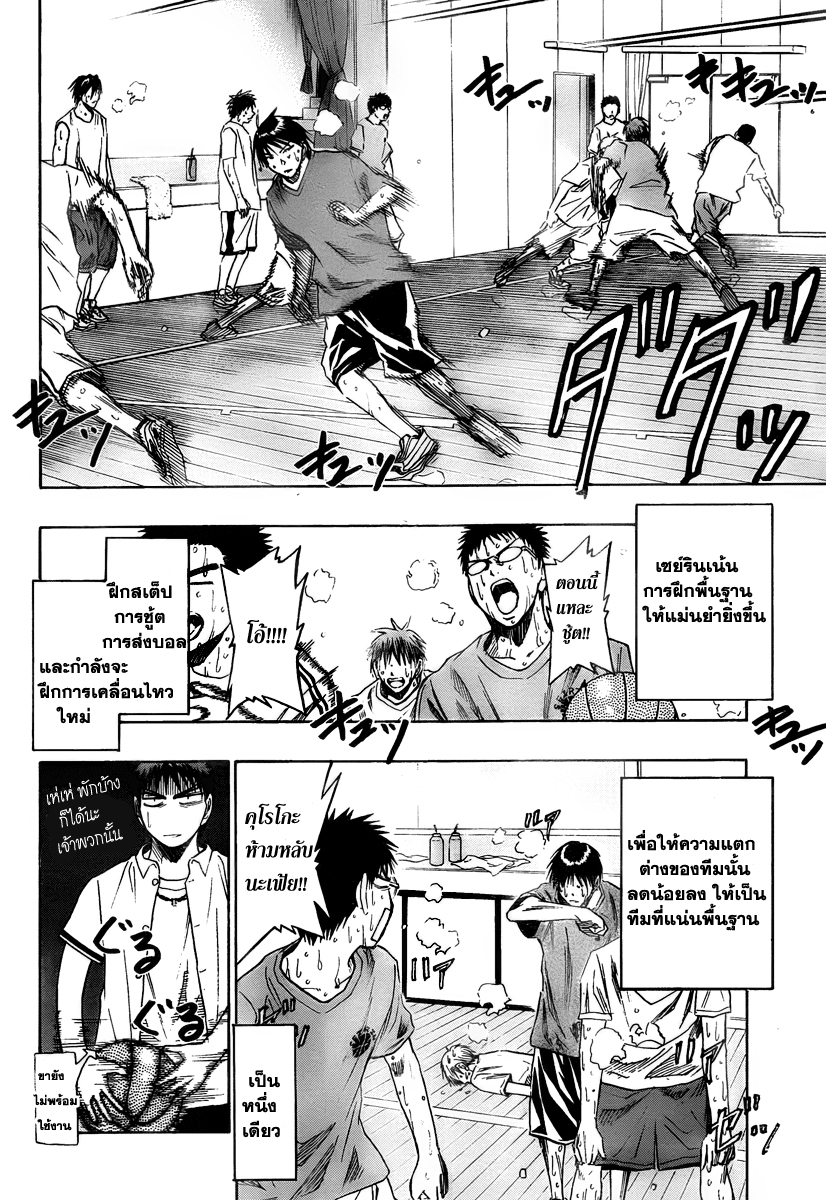 キュッ
キュッ
キュキュッ
キュッ
キュッ
ダダダ
เซย์รินเน้น
การฝึกพื้นฐาน
ให้แม่นยำยิ่งขึ้น
ตอนนี้
แหละ
ชู้ต!!
โอ้!!!!
ฝึกสเต็ป
การชู้ต
การส่งบอล
และกำลังจะ
ฝึกการเคลื่อนไหว
ใหม่
キュッ
キュッ
เพื่อให้ความแตก
ต่างของทีมนั้น
ลดน้อยลง ให้เป็น
ทีมที่แน่นพื้นฐาน
คุโรโกะ
ห้ามหลับ
นะเฟ้ย!!
เป็น
หนึ่ง
เดียว
เห่เห่ พักบ้าง
ก็ได้นะ
เจ้าพวกนั้น
ぐる
ぐる
ขายัง
ไม่พร้อม
ใช้งาน